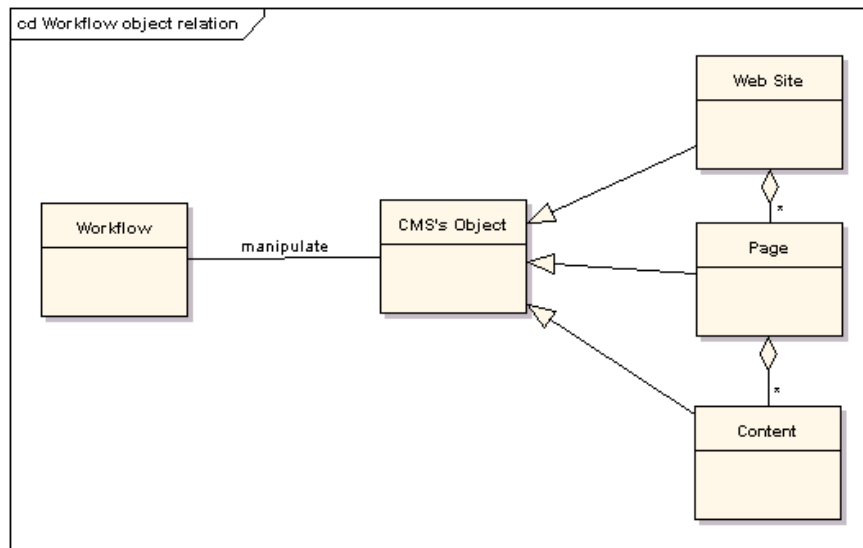 cd Workflow object relation
Web Site
*
Workflow
manipulate
CMS's Object
Page
*
Content